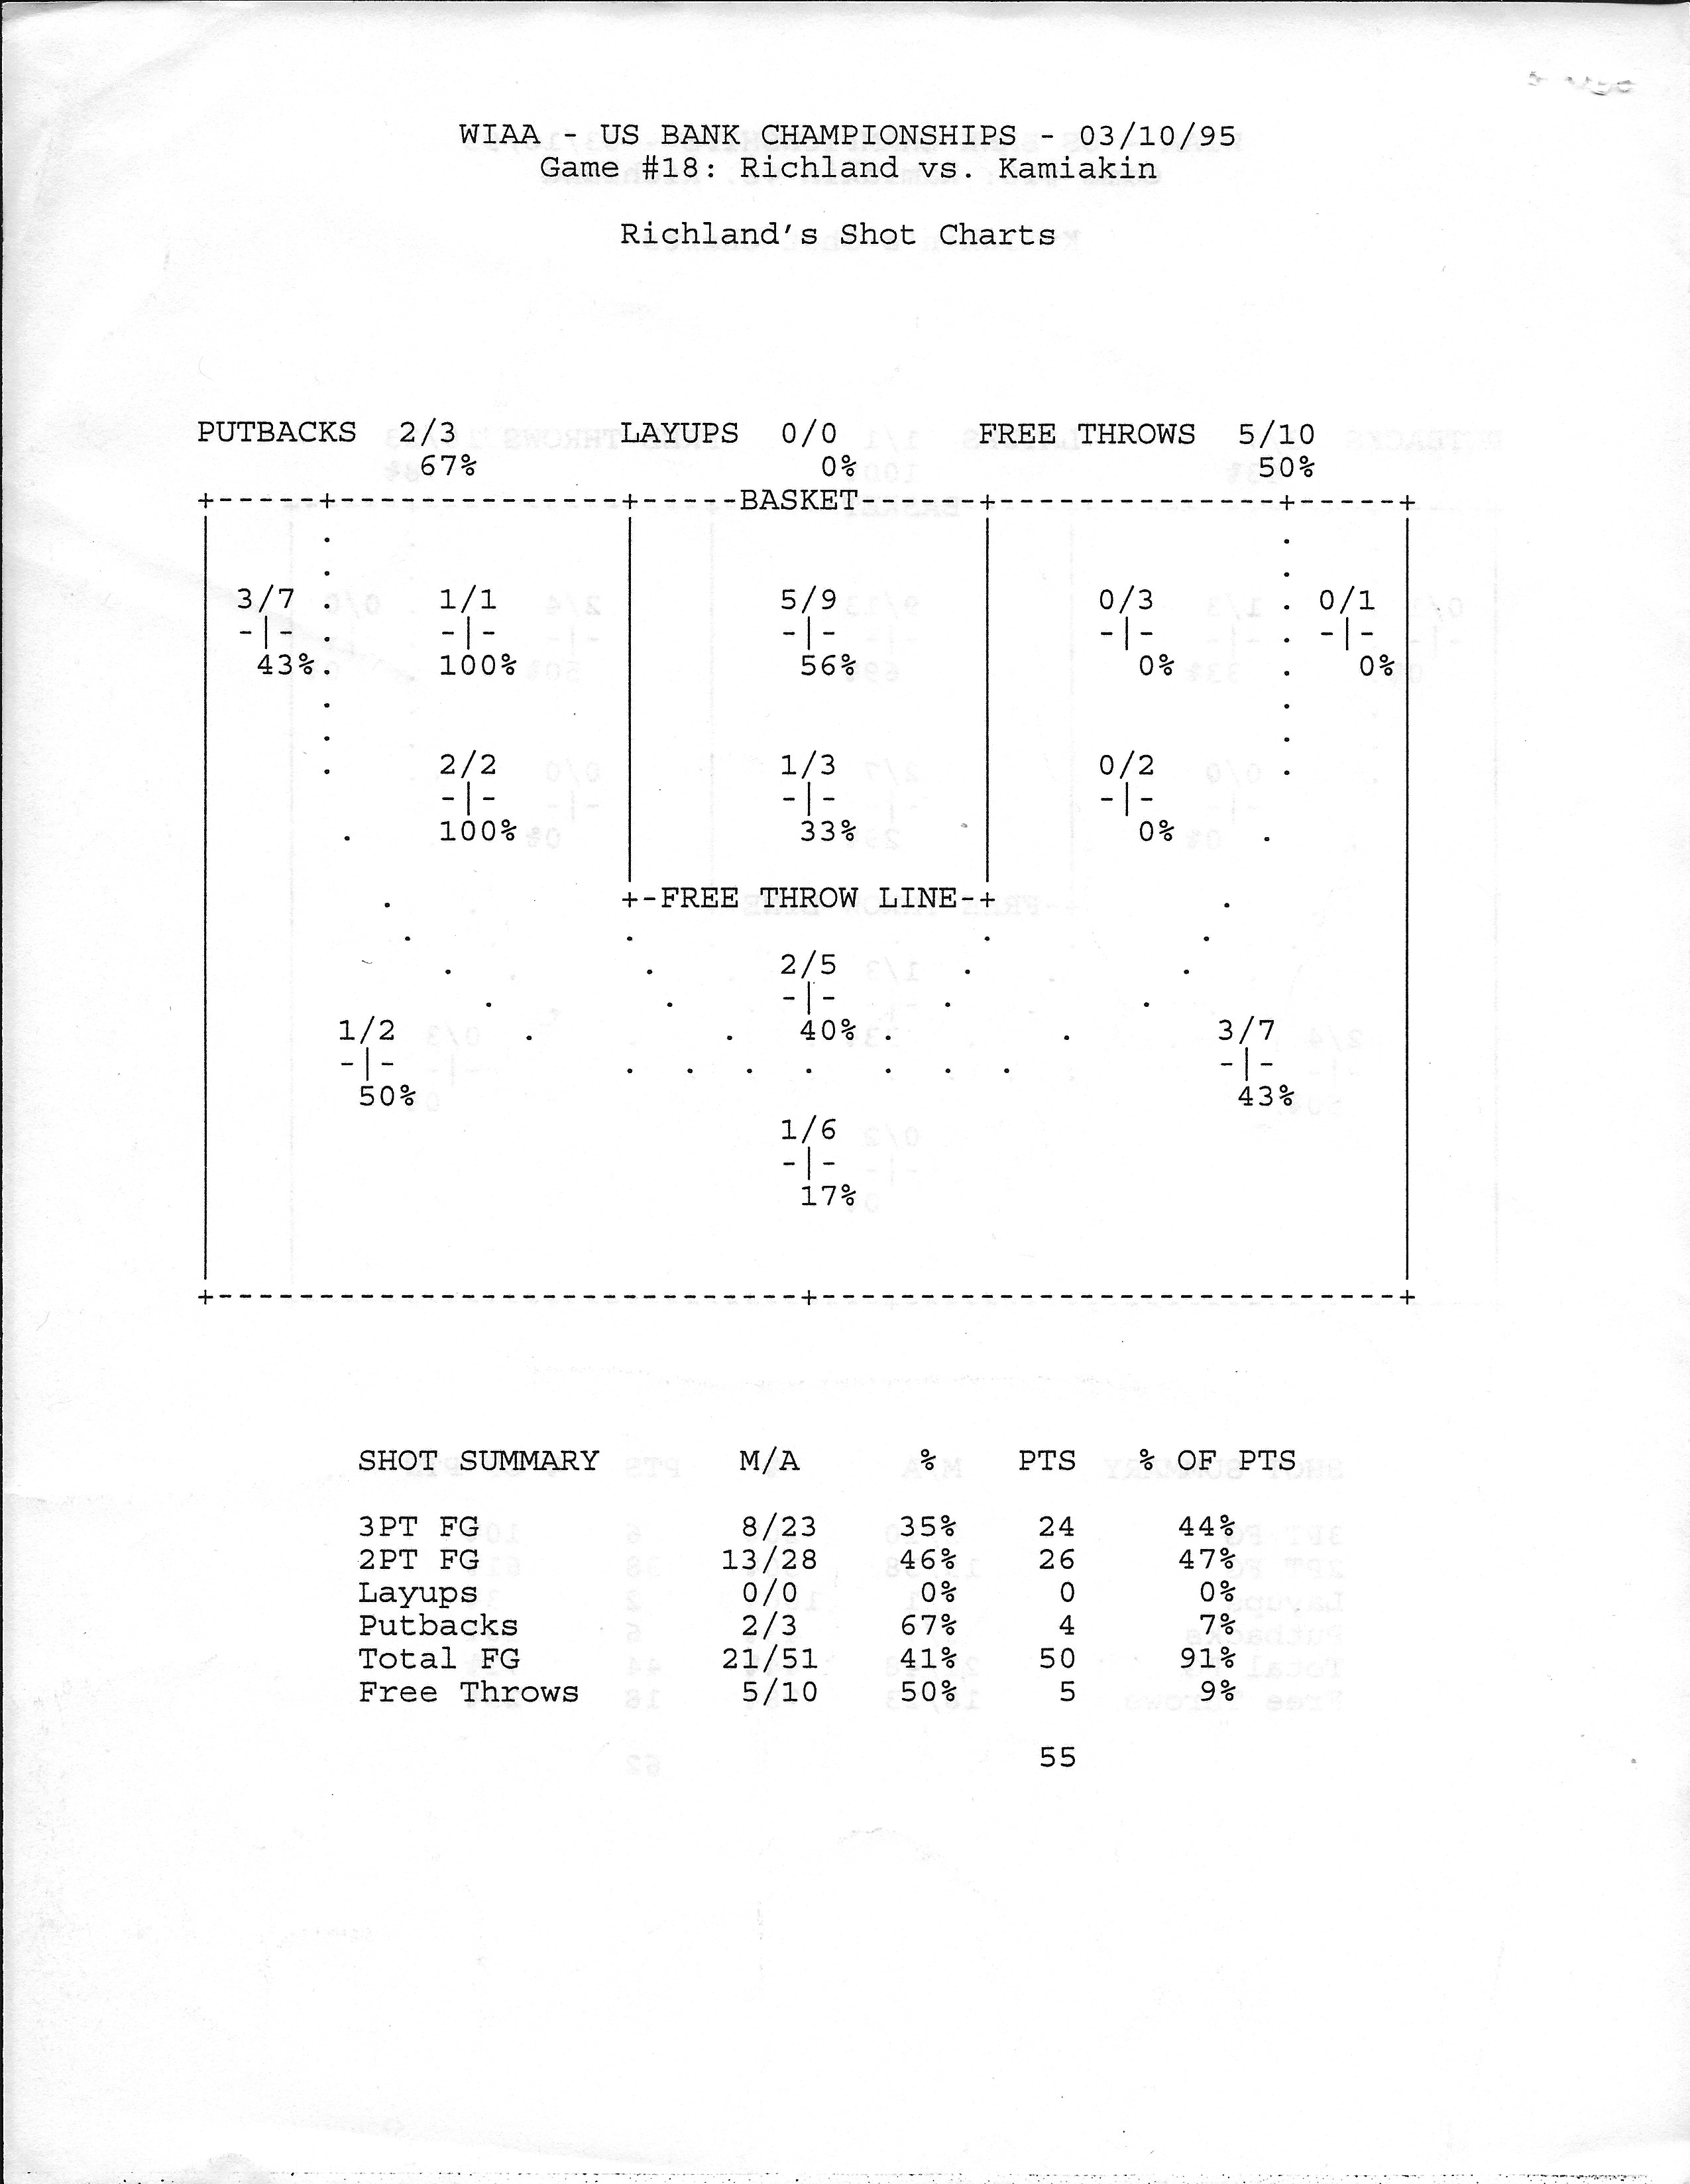 WIAA - US BANK CHAMPIONSHIPS - 03/10/95
Game #18: Richland vs. Kamiakin
Richland's Shot Charts
PUTBACKS 2/3 LAYUPS 0/0 FREE THROWS 5/10
67% 0% 50%
BASKET
3/7 1/1 5/9 0/3 0/1
43% 100% 56% 0% 0%
2/2 1/3 0/2
100% 33% 0%
FREE THROW LINE
2/5
40%
1/2 3/7
50% 43%
1/6
17%
SHOT SUMMARY M/A % PTS % OF PTS
3PT FG 8/23 35% 24 44%
2PT FG 13/28 46% 26 47%
Layups 0/0 0% 0 0%
Putbacks 2/3 67% 4 7%
Total FG 21/51 41% 50 91%
Free Throws 5/10 50% 5 9%
55